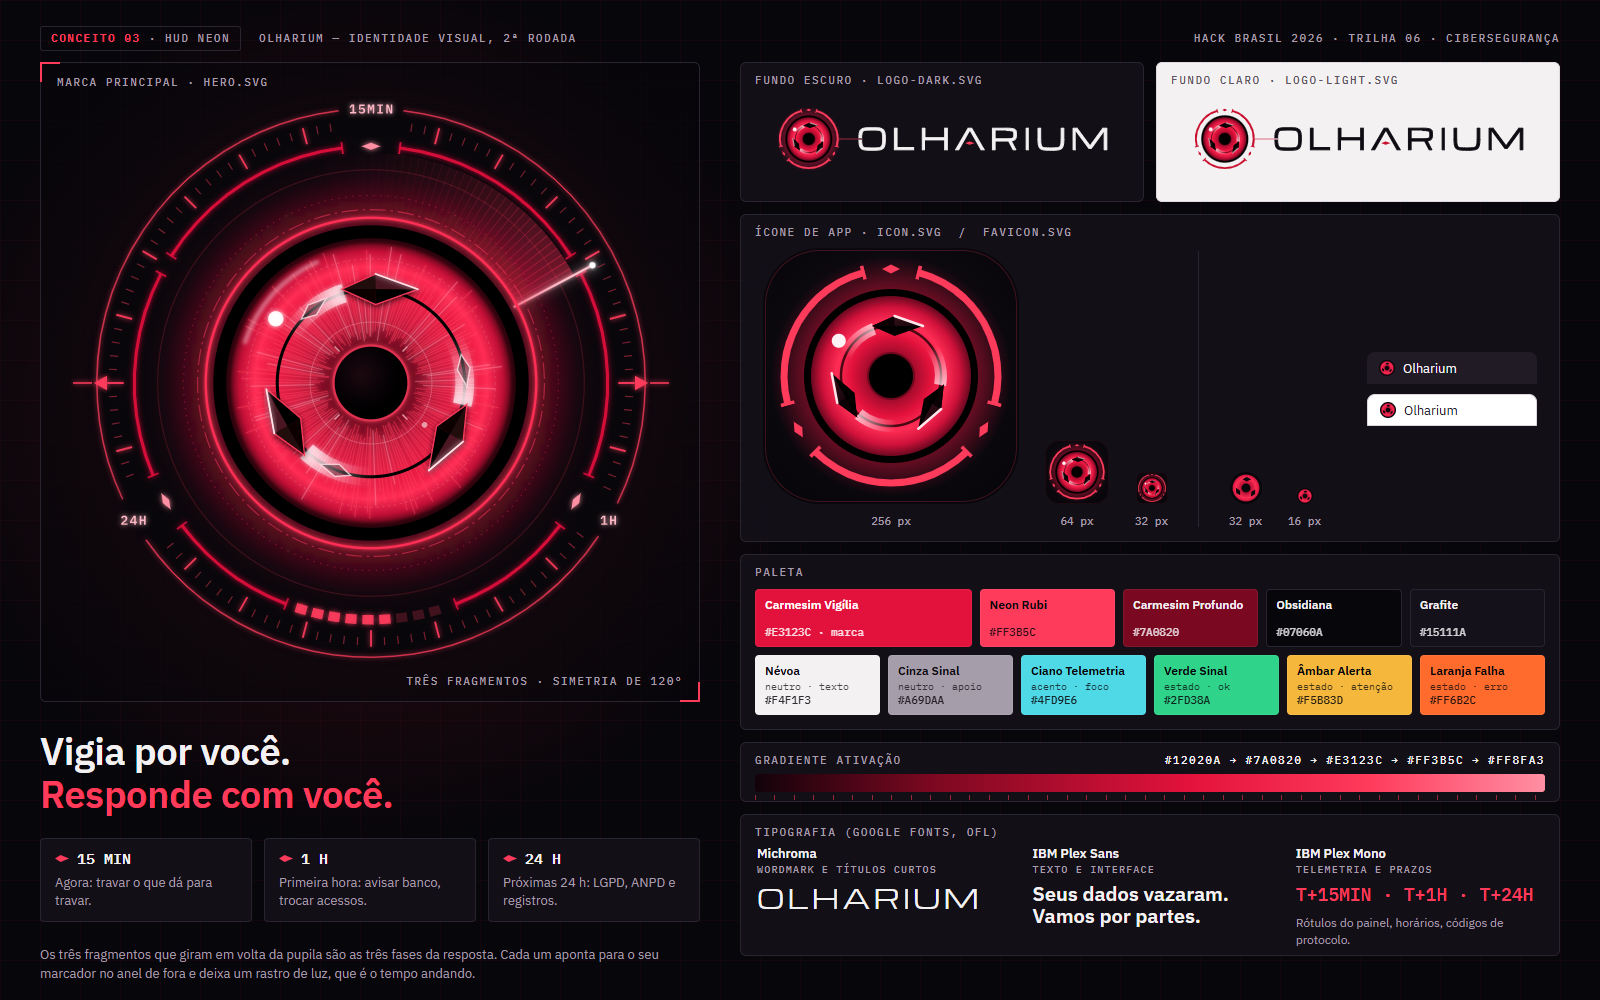 CONCEITO 03 · HUD NEON
OLHARIUM — IDENTIDADE VISUAL, 2ª RODADA
HACK BRASIL 2026 · TRILHA 06 · CIBERSEGURANÇA
MARCA PRINCIPAL · HERO.SVG
15MIN
24H
1H
TRÊS FRAGMENTOS · SIMETRIA DE 120°
Vigia por você.
Responde com você.
15 MIN
Agora: travar o que dá para
travar.
1 H
Primeira hora: avisar banco,
trocar acessos.
24 H
Próximas 24 h: LGPD, ANPD e
registros.
Os três fragmentos que giram em volta da pupila são as três fases da resposta. Cada um aponta para o seu
marcador no anel de fora e deixa um rastro de luz, que é o tempo andando.
FUNDO ESCURO · LOGO-DARK.SVG
OLHARIUM
FUNDO CLARO · LOGO-LIGHT.SVG
OLHARIUM
ÍCONE DE APP · ICON.SVG / FAVICON.SVG
Olharium
Olharium
256 px
64 px
32 px
32 px
16 px
PALETA
Carmesim Vigília
#E3123C · marca
Neon Rubi
#FF3B5C
Carmesim Profundo
#7A0820
Obsidiana
#07060A
Grafite
#15111A
Névoa
neutro · texto
#F4F1F3
Cinza Sinal
neutro · apoio
#A69DAA
Ciano Telemetria
acento · foco
#4FD9E6
Verde Sinal
estado · ok
#2FD38A
Âmbar Alerta
estado · atenção
#F5B83D
Laranja Falha
estado · erro
#FF6B2C
GRADIENTE ATIVAÇÃO
#12020A → #7A0820 → #E3123C → #FF3B5C → #FF8FA3
TIPOGRAFIA (GOOGLE FONTS, OFL)
Michroma
WORDMARK E TÍTULOS CURTOS
OLHARIUM
IBM Plex Sans
TEXTO E INTERFACE
Seus dados vazaram.
Vamos por partes.
IBM Plex Mono
TELEMETRIA E PRAZOS
T+15MIN · T+1H · T+24H
Rótulos do painel, horários, códigos de
protocolo.